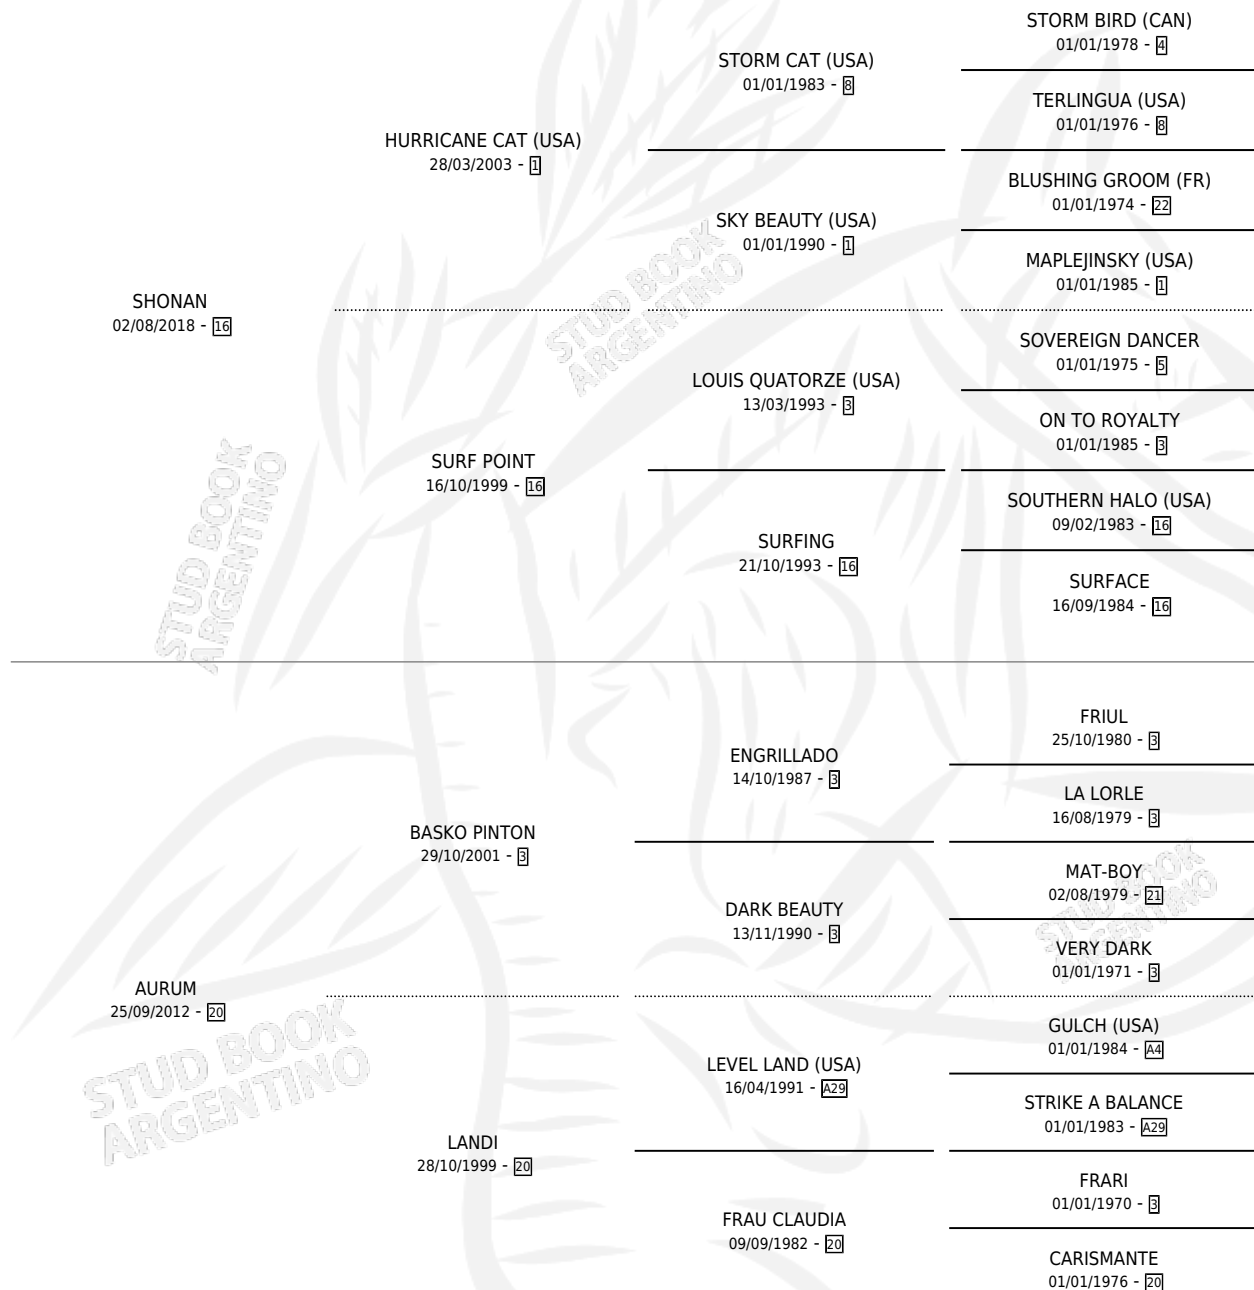 STORM BIRD (CAN)
01/01/1978 - 4
STORM CAT (USA)
01/01/1983 - 8
TERLINGUA (USA)
01/01/1976 - 8
HURRICANE CAT (USA)
28/03/2003 - 1
BLUSHING GROOM (FR)
01/01/1974 - 22
SKY BEAUTY (USA)
01/01/1990 - 1
MAPLEJINSKY (USA)
01/01/1985 - 1
SHONAN
02/08/2018 - 16
SOVEREIGN DANCER
01/01/1975 - 5
LOUIS QUATORZE (USA)
13/03/1993 - 3
ON TO ROYALTY
01/01/1985 - 3
SURF POINT
16/10/1999 - 16
SOUTHERN HALO (USA)
09/02/1983 - 16
SURFING
21/10/1993 - 16
SURFACE
16/09/1984 - 16
STUD BOOK
ARGENTINO
STUD BOOK
ARGENTINO
FRIUL
25/10/1980 - 3
ENGRILLADO
14/10/1987 - 3
LA LORLE
16/08/1979 - 3
BASKO PINTON
29/10/2001 - 3
MAT-BOY
02/08/1979 - 21
DARK BEAUTY
13/11/1990 - 3
VERY DARK
01/01/1971 - 3
STUD BOOK
ARGENTINO
AURUM
25/09/2012 - 20
GULCH (USA)
01/01/1984 - A4
LEVEL LAND (USA)
16/04/1991 - A29
STRIKE A BALANCE
01/01/1983 - A29
LANDI
28/10/1999 - 20
FRARI
01/01/1970 - 3
FRAU CLAUDIA
09/09/1982 - 20
CARISMANTE
01/01/1976 - 20
STUD BOOK
ARGENTINO